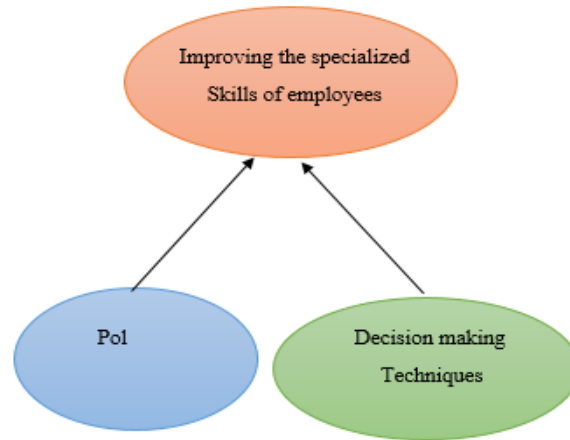 Improving the specialized
Skills of employees
Pol
Decision making
Techniques